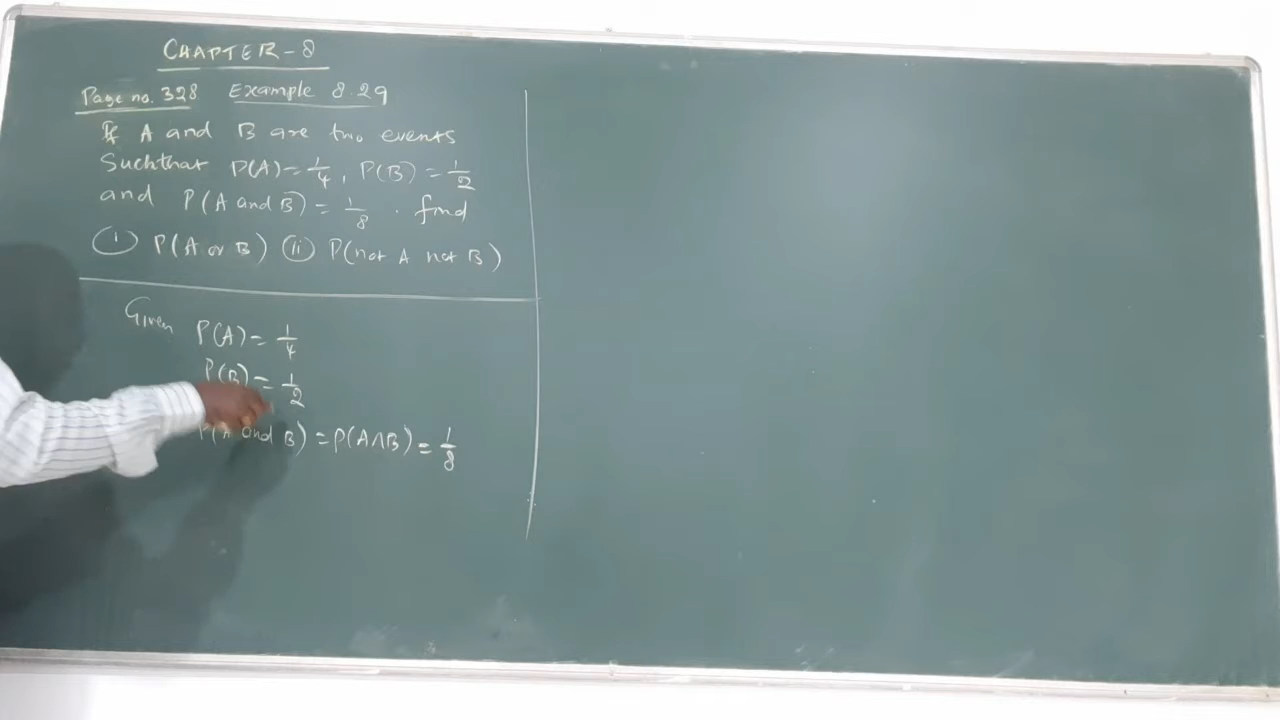 CHAPTER-8
Page no. 328 Example 8.29
If A and B are two events
Suchthat P(A)=1/4, P(B)=1/2
and P(A and B)=1/8. find
(i) P(A or B) (ii) P(not A not B)
Given P(A)=1/4
P(B)=1/2
P(A and B)=P(A∩B)=1/8